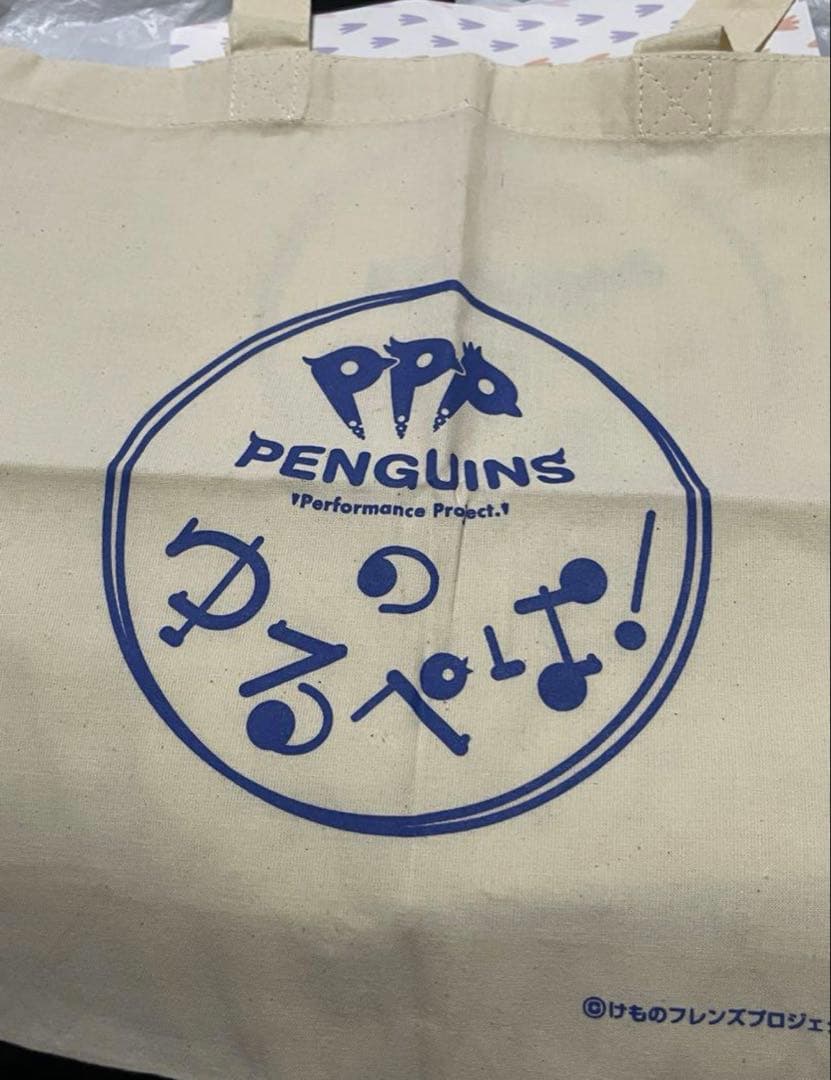 PPP
PENGUINS
Performance Project.
の
ゆるぺぱ!
©けものフレンズプロジェ